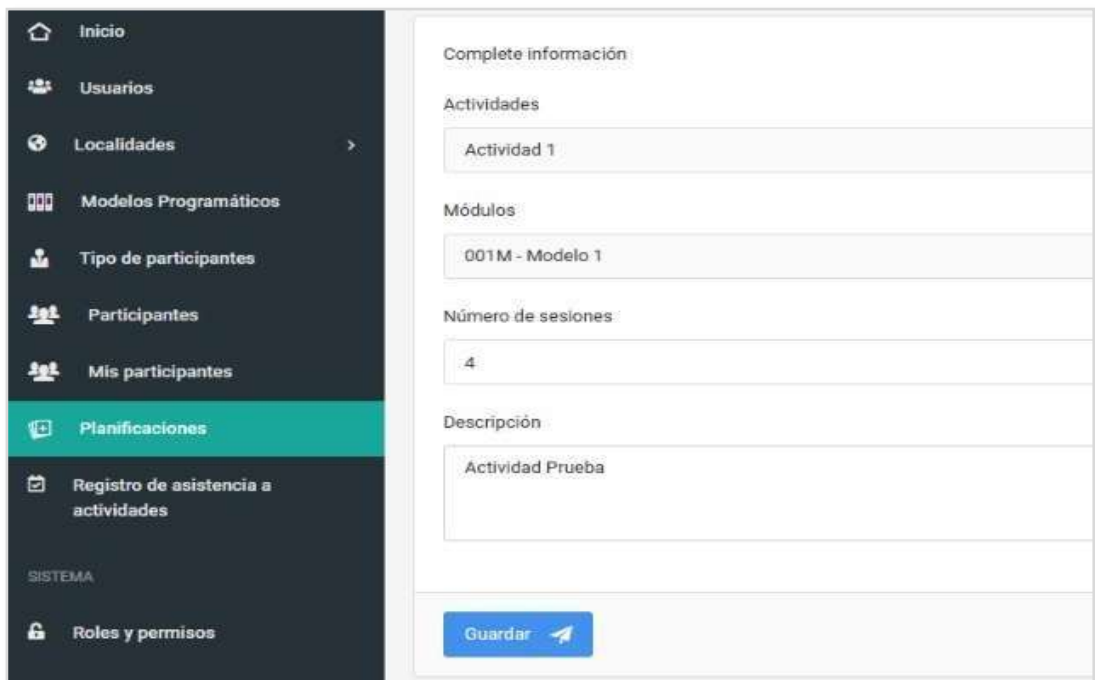 Inicio
Usuarios
Localidades
Modelos Programáticos
Tipo de participantes
Participantes
Mis participantes
Planificaciones
Registro de asistencia a
actividades
SISTEMA
Roles y permisos
Complete información
Actividades
Actividad 1
Módulos
001M - Modelo 1
Número de sesiones
4
Descripción
Actividad Prueba
Guardar